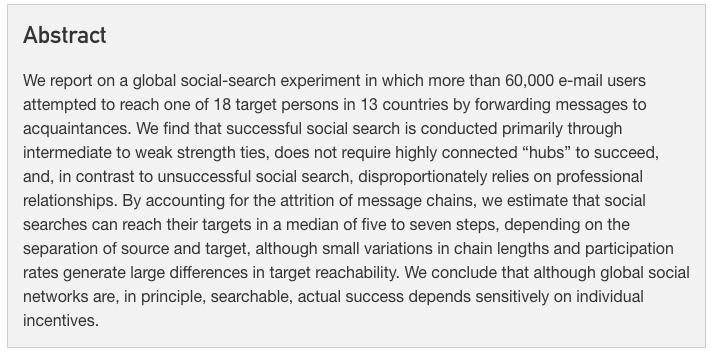 Abstract
We report on a global social-search experiment in which more than 60,000 e-mail users
attempted to reach one of 18 target persons in 13 countries by forwarding messages to
acquaintances. We find that successful social search is conducted primarily through
intermediate to weak strength ties, does not require highly connected “hubs” to succeed,
and, in contrast to unsuccessful social search, disproportionately relies on professional
relationships. By accounting for the attrition of message chains, we estimate that social
searches can reach their targets in a median of five to seven steps, depending on the
separation of source and target, although small variations in chain lengths and participation
rates generate large differences in target reachability. We conclude that although global social
networks are, in principle, searchable, actual success depends sensitively on individual
incentives.